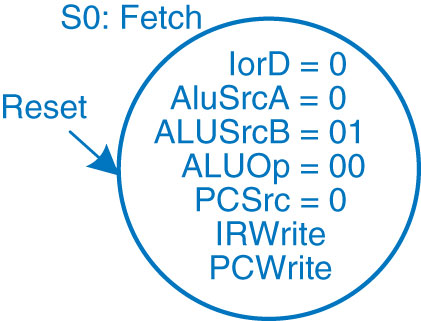 S0: Fetch
Reset
IorD = 0
AluSrcA = 0
ALUSrcB = 01
ALUOp = 00
PCSrc = 0
IRWrite
PCWrite